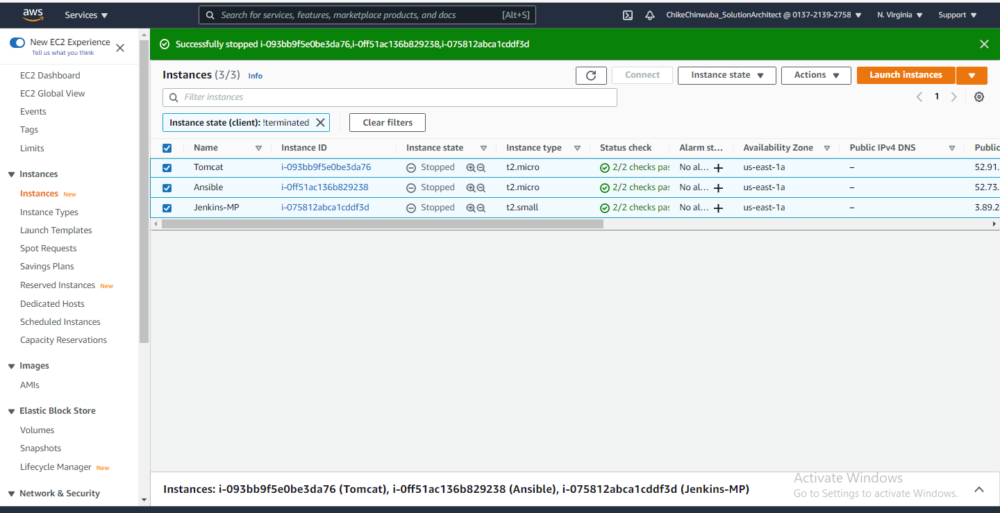 aws Services Search for services, features, marketplace products, and docs [Alt+S] ChikeChinwuba_SolutionArchitect @ 0137-2139-2758 N. Virginia Support
New EC2 Experience
Tell us what you think
EC2 Dashboard
EC2 Global View
Events
Tags
Limits
Instances
Instances New
Instance Types
Launch Templates
Spot Requests
Savings Plans
Reserved Instances New
Dedicated Hosts
Scheduled Instances
Capacity Reservations
Images
AMIs
Elastic Block Store
Volumes
Snapshots
Lifecycle Manager New
Network & Security
Successfully stopped i-093bb9f5e0be3da76,i-0ff51ac136b829238,i-075812abca1cddf3d
Instances (3/3) Info Connect Instance state Actions Launch instances
Filter instances 1
Instance state (client): !terminated Clear filters
Name Instance ID Instance state Instance type Status check Alarm st... Availability Zone Public IPv4 DNS Public
Tomcat i-093bb9f5e0be3da76 Stopped t2.micro 2/2 checks pas No al... us-east-1a – 52.91.
Ansible i-0ff51ac136b829238 Stopped t2.micro 2/2 checks pas No al... us-east-1a – 52.73.
Jenkins-MP i-075812abca1cddf3d Stopped t2.small 2/2 checks pas No al... us-east-1a – 3.89.2
Instances: i-093bb9f5e0be3da76 (Tomcat), i-0ff51ac136b829238 (Ansible), i-075812abca1cddf3d (Jenkins-MP)
Activate Windows
Go to Settings to activate Windows.